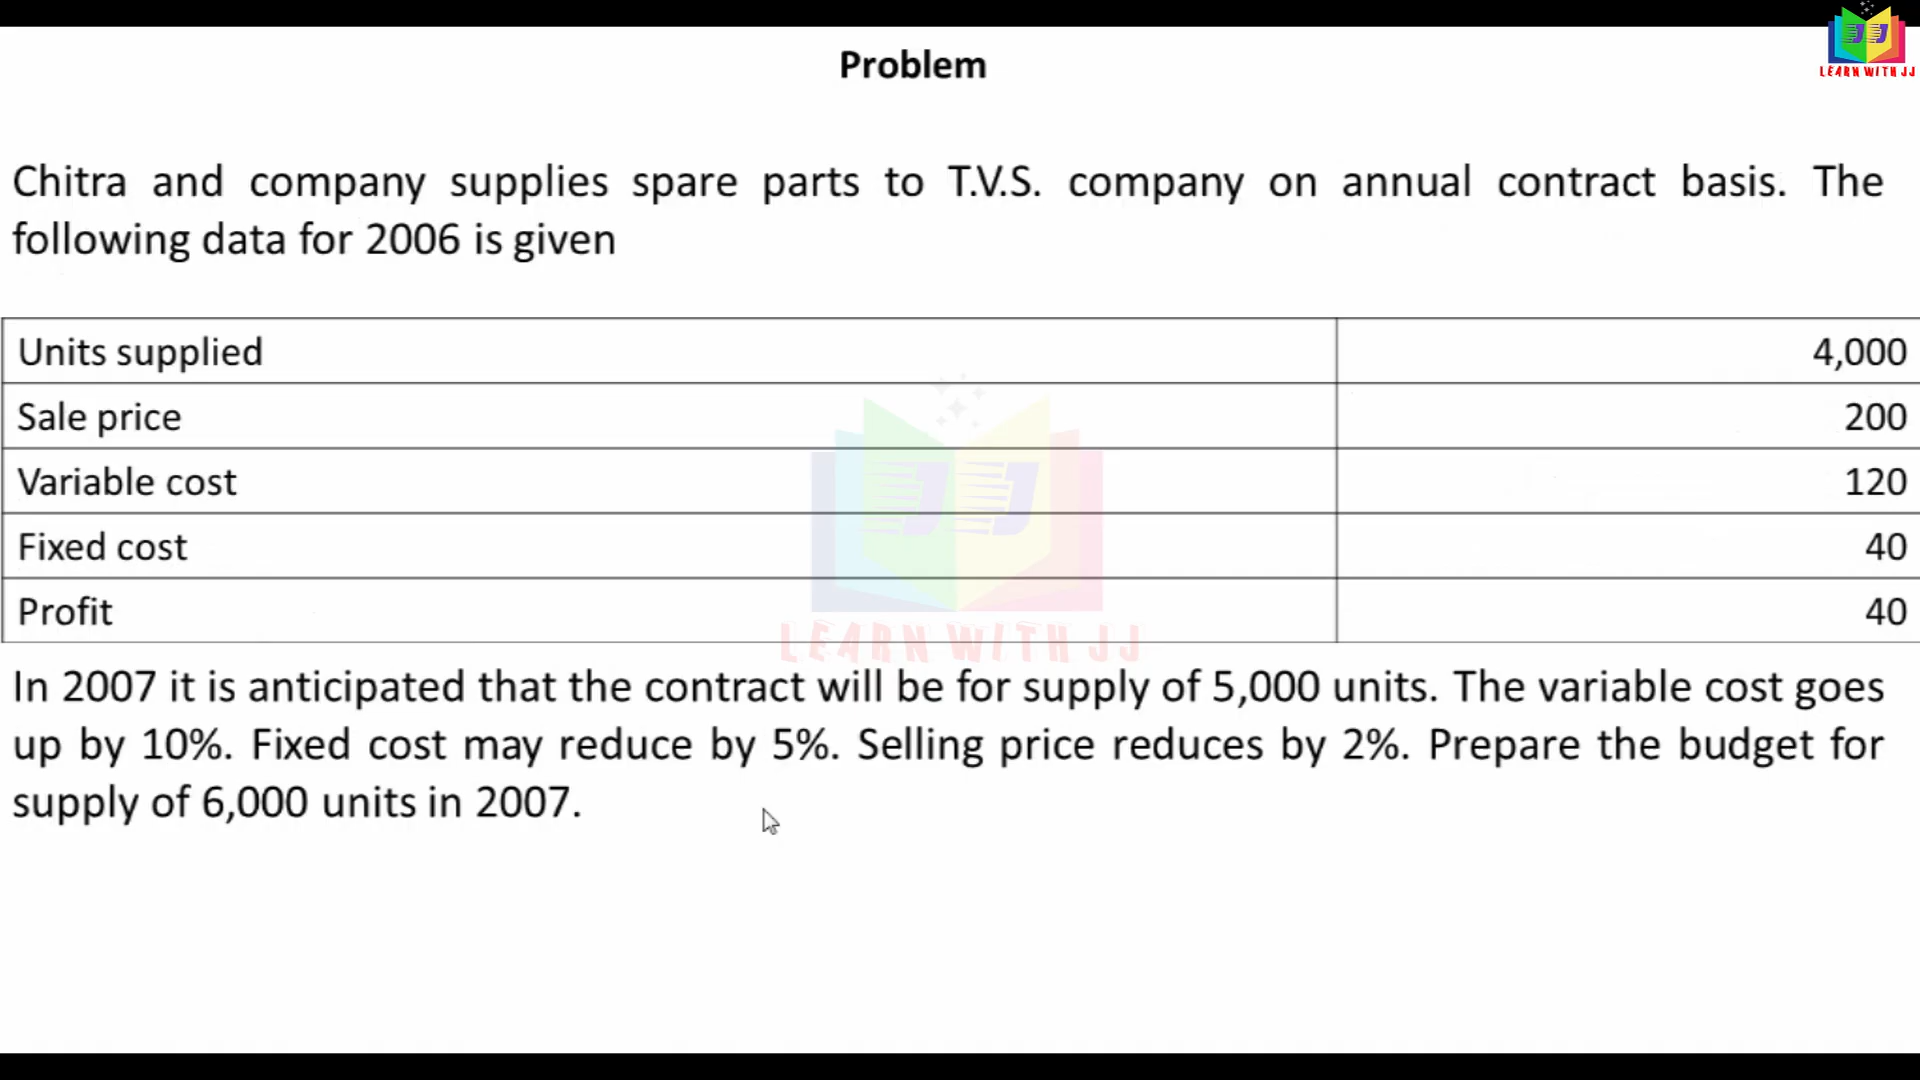 LEARN WITH JJ
Problem
Chitra and company supplies spare parts to T.V.S. company on annual contract basis. The
following data for 2006 is given
Units supplied 4,000
Sale price 200
Variable cost 120
Fixed cost 40
Profit 40
LEARN WITH JJ
In 2007 it is anticipated that the contract will be for supply of 5,000 units. The variable cost goes
up by 10%. Fixed cost may reduce by 5%. Selling price reduces by 2%. Prepare the budget for
supply of 6,000 units in 2007.